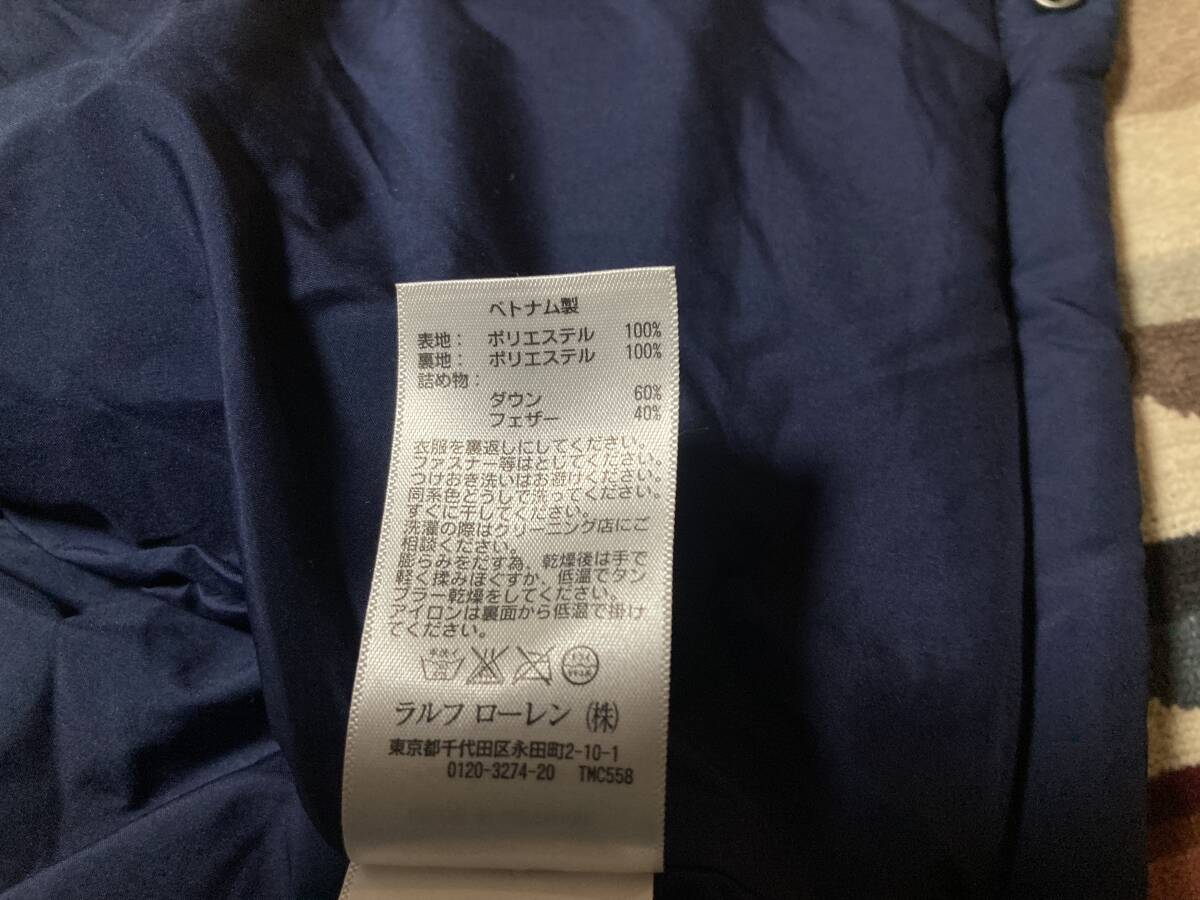 ベトナム製
表地： ポリエステル 100%
裏地： ポリエステル 100%
詰め物：
ダウン 60%
フェザー 40%
衣服を裏返しにしてください。
ファスナー等はとじてください。
つけおき洗いはお避けください。
同系色どうしで洗ってください。
すぐに干してください。
洗濯の際はクリーニング店にご
相談ください。
膨らみをだす為、乾燥後は手で
軽く揉みほぐすか、低温でタン
ブラー乾燥をしてください。
アイロンは裏面から低温で掛け
てください。
手洗イ
ラルフ ローレン (株)
東京都千代田区永田町2-10-1
0120-3274-20 TMC558